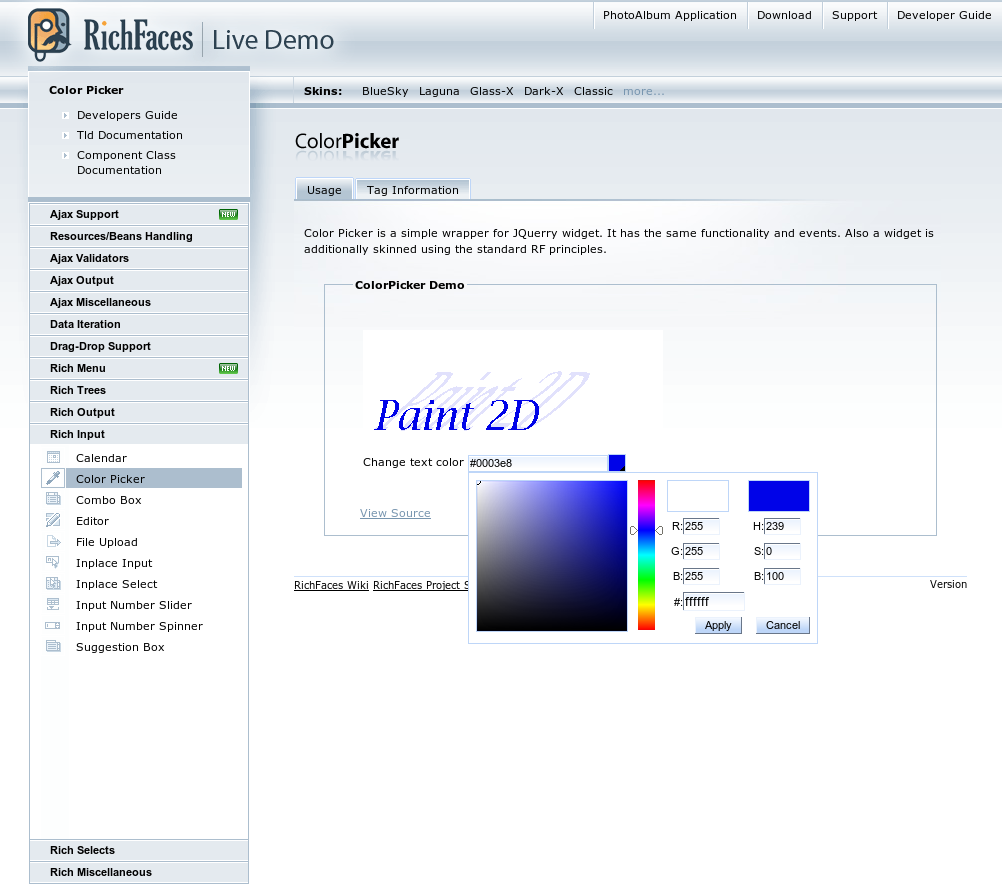 PhotoAlbum Application Download Support Developer Guide
RichFaces Live Demo
Color Picker
Developers Guide
Tld Documentation
Component Class
Documentation
Skins: BlueSky Laguna Glass-X Dark-X Classic more...
ColorPicker
Usage Tag Information
Color Picker is a simple wrapper for JQuerry widget. It has the same functionality and events. Also a widget is
additionally skinned using the standard RF principles.
Ajax Support NEW
Resources/Beans Handling
Ajax Validators
Ajax Output
Ajax Miscellaneous
Data Iteration
Drag-Drop Support
Rich Menu NEW
Rich Trees
Rich Output
Rich Input
Calendar
Color Picker
Combo Box
Editor
File Upload
Inplace Input
Inplace Select
Input Number Slider
Input Number Spinner
Suggestion Box
Rich Selects
Rich Miscellaneous
ColorPicker Demo
Paint 2D
Paint 2D
Change text color #0003e8
R: 255 H: 239
G: 255 S: 0
B: 255 B: 100
#: ffffff
Apply Cancel
View Source
RichFaces Wiki RichFaces Project S
Version